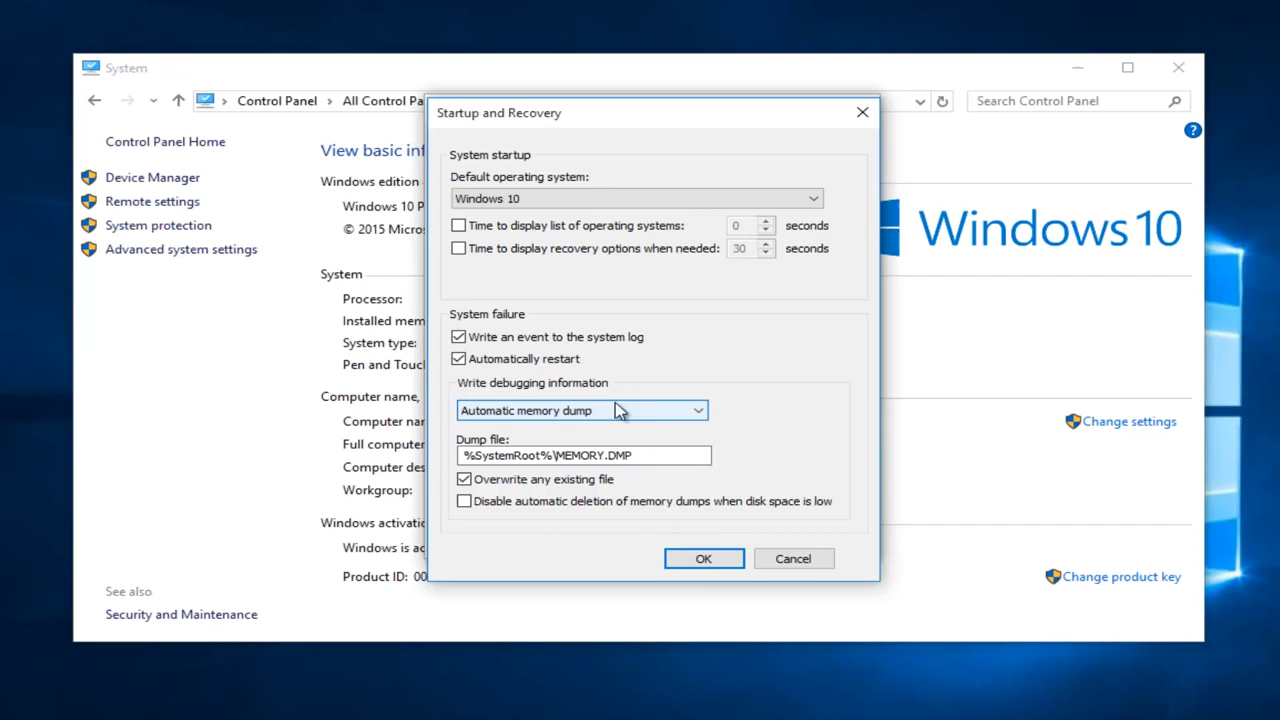 System
Control Panel > All Control Pa
Search Control Panel
Control Panel Home
Device Manager
Remote settings
System protection
Advanced system settings
See also
Security and Maintenance
View basic inf
Windows edition
Windows 10 P
© 2015 Micros
System
Processor:
Installed mem
System type:
Pen and Touc
Computer name,
Computer nar
Full computer
Computer des
Workgroup:
Windows activati
Windows is ac
Product ID: 00
Startup and Recovery
System startup
Default operating system:
Windows 10
Time to display list of operating systems: 0 seconds
Time to display recovery options when needed: 30 seconds
System failure
Write an event to the system log
Automatically restart
Write debugging information
Automatic memory dump
Dump file:
%SystemRoot%\MEMORY.DMP
Overwrite any existing file
Disable automatic deletion of memory dumps when disk space is low
OK Cancel
?
Windows 10
Change settings
Change product key